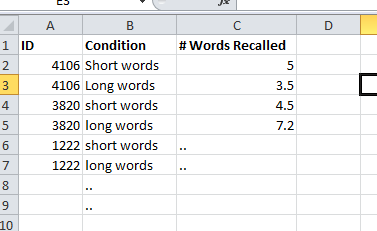 E3 fx
A B C D
1 ID Condition # Words Recalled
2 4106 Short words 5
3 4106 Long words 3.5
4 3820 short words 4.5
5 3820 long words 7.2
6 1222 short words ..
7 1222 long words ..
8 ..
9 ..
10